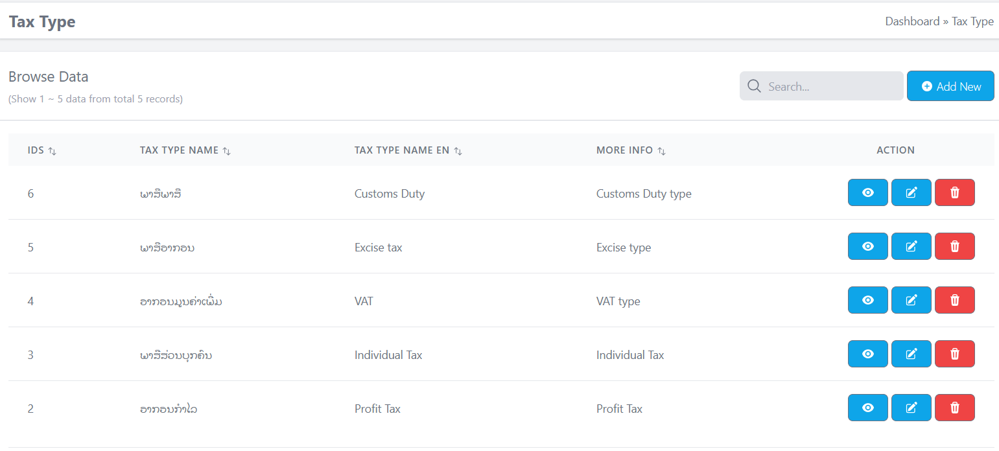 Tax Type
Dashboard » Tax Type
Browse Data
(Show 1 ~ 5 data from total 5 records)
Search...
Add New
IDS TAX TYPE NAME TAX TYPE NAME EN MORE INFO ACTION
6 ພາສີພາສີ Customs Duty Customs Duty type
5 ພາສີອາກອນ Excise tax Excise type
4 ອາກອນມູນຄ່າເພີ່ມ VAT VAT type
3 ພາສີສ່ວນບຸກຄົນ Individual Tax Individual Tax
2 ອາກອນກຳໄລ Profit Tax Profit Tax